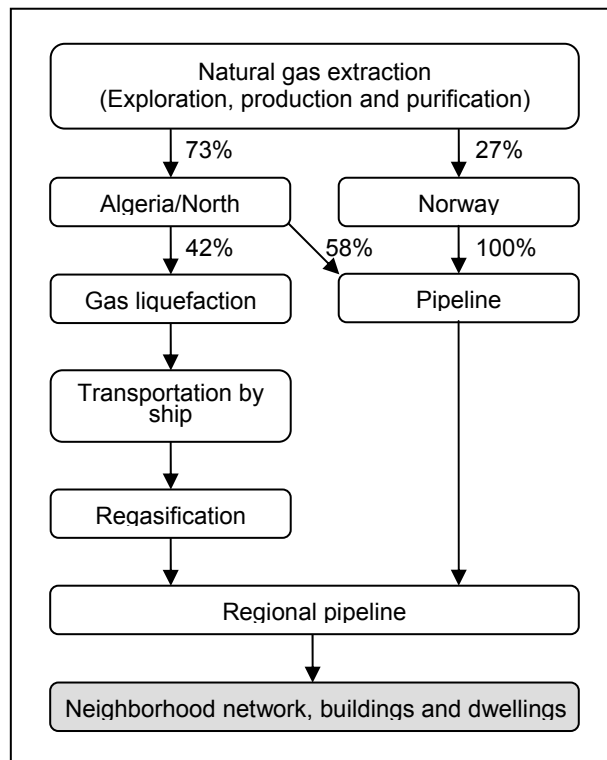 Natural gas extraction
(Exploration, production and purification)
73%
27%
Algeria/North
Norway
42%
58%
100%
Gas liquefaction
Pipeline
Transportation by
ship
Regasification
Regional pipeline
Neighborhood network, buildings and dwellings